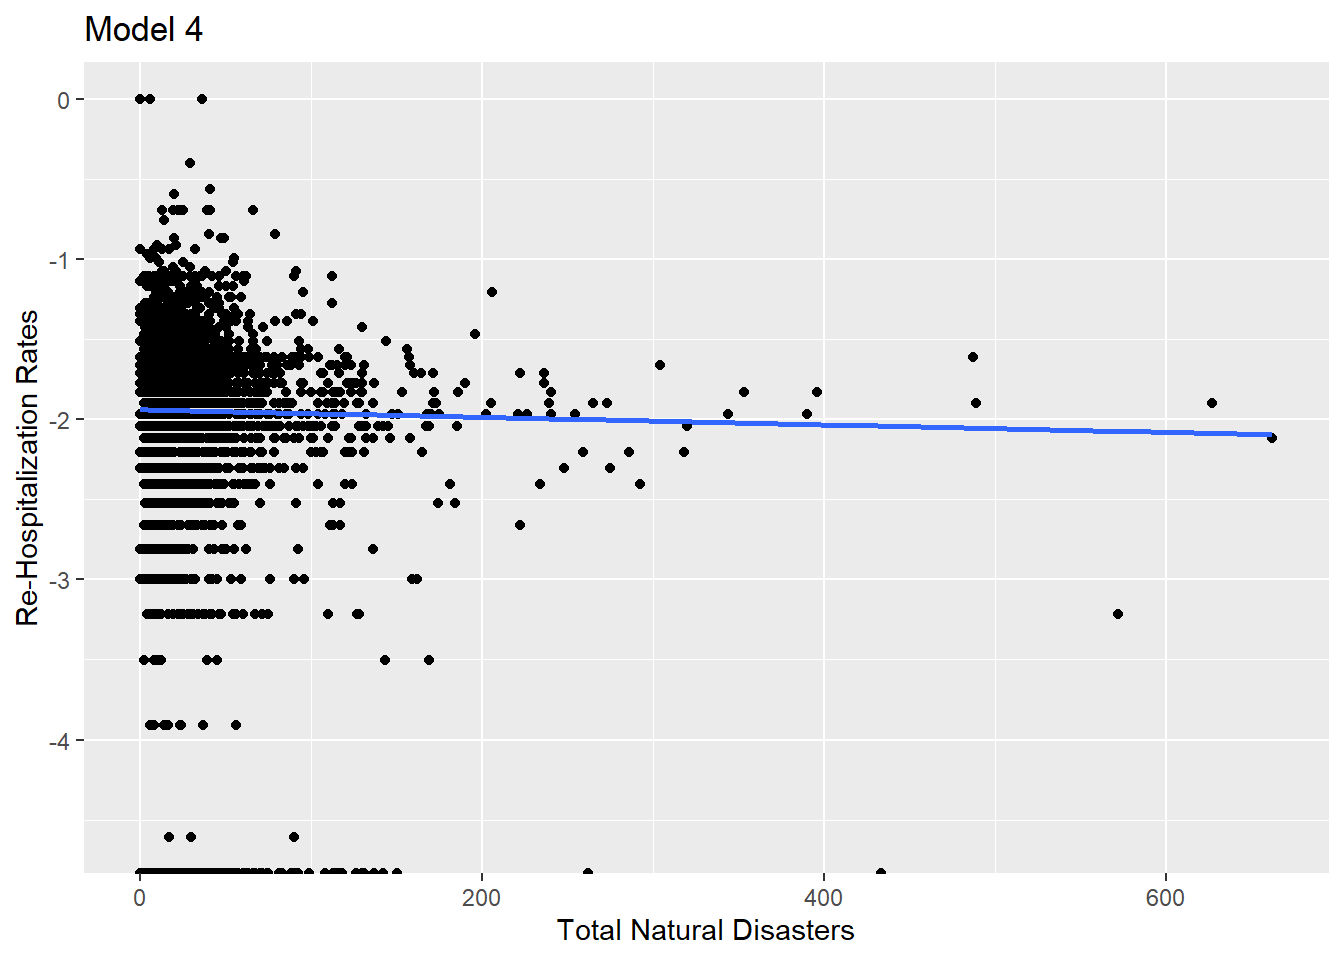 Model 4
Re-Hospitalization Rates
0
-1
-2
-3
-4
0 200 400 600
Total Natural Disasters